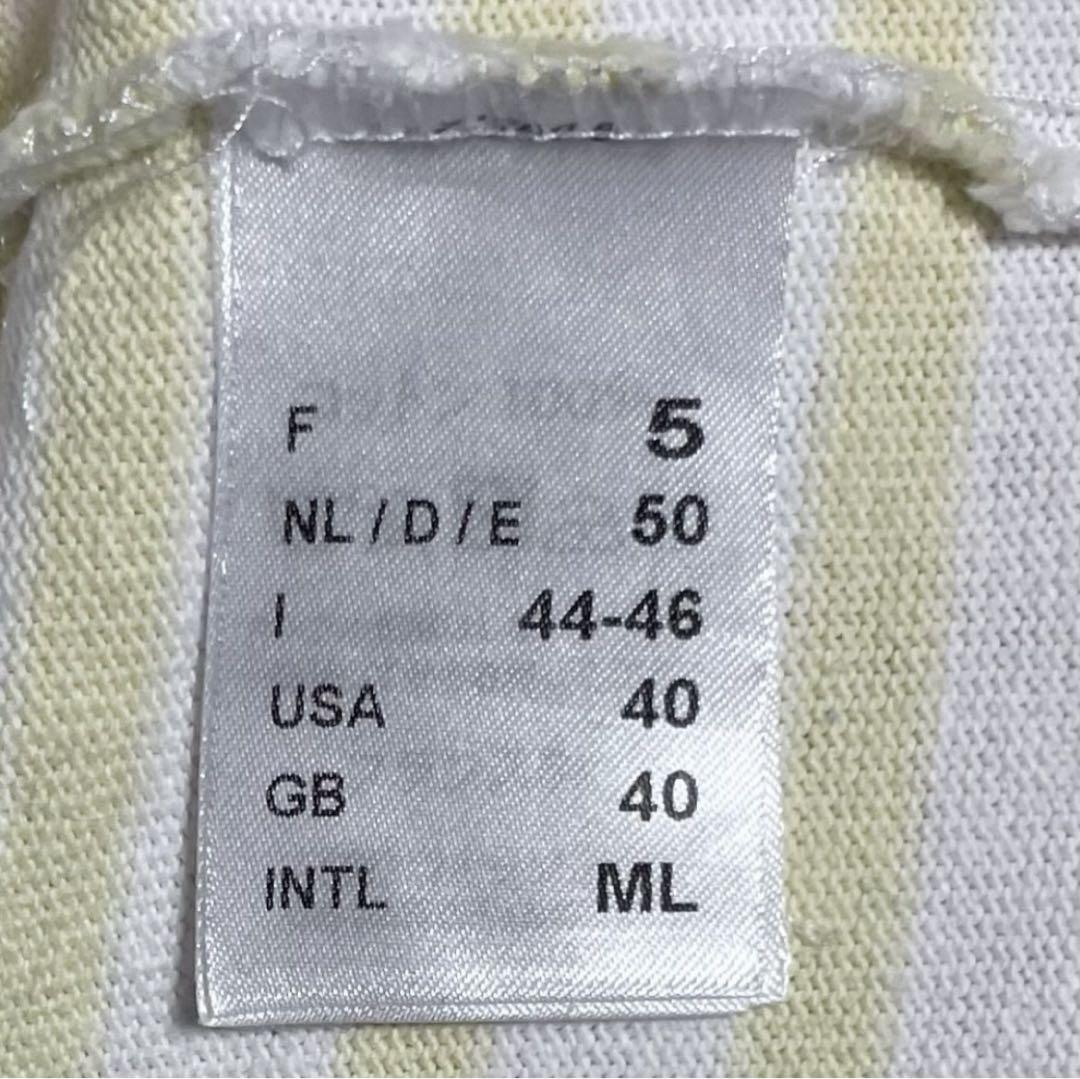 F 5
NL / D / E 50
I 44-46
USA 40
GB 40
INTL ML